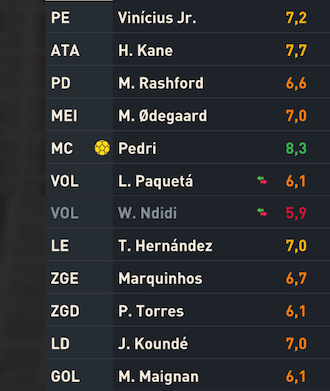 PE Vinícius Jr. 7,2
ATA H. Kane 7,7
PD M. Rashford 6,6
MEI M. Ødegaard 7,0
MC Pedri 8,3
VOL L. Paquetá 6,1
VOL W. Ndidi 5,9
LE T. Hernández 7,0
ZGE Marquinhos 6,7
ZGD P. Torres 6,1
LD J. Koundé 7,0
GOL M. Maignan 6,1